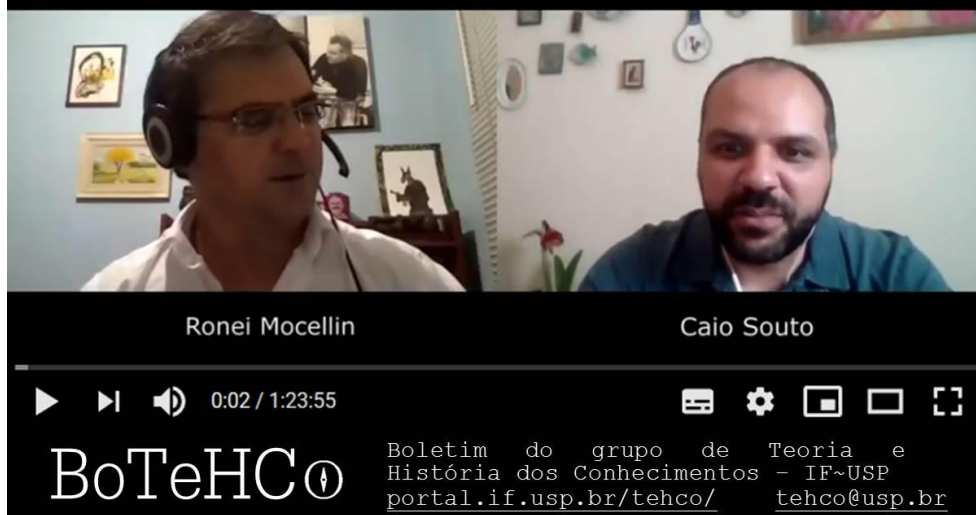 Ronei Mocellin
Caio Souto
0:02 / 1:23:55
BoTeHCo
Boletim do grupo de Teoria e
História dos Conhecimentos - IF~USP
portal.if.usp.br/tehco/ tehco@usp.br